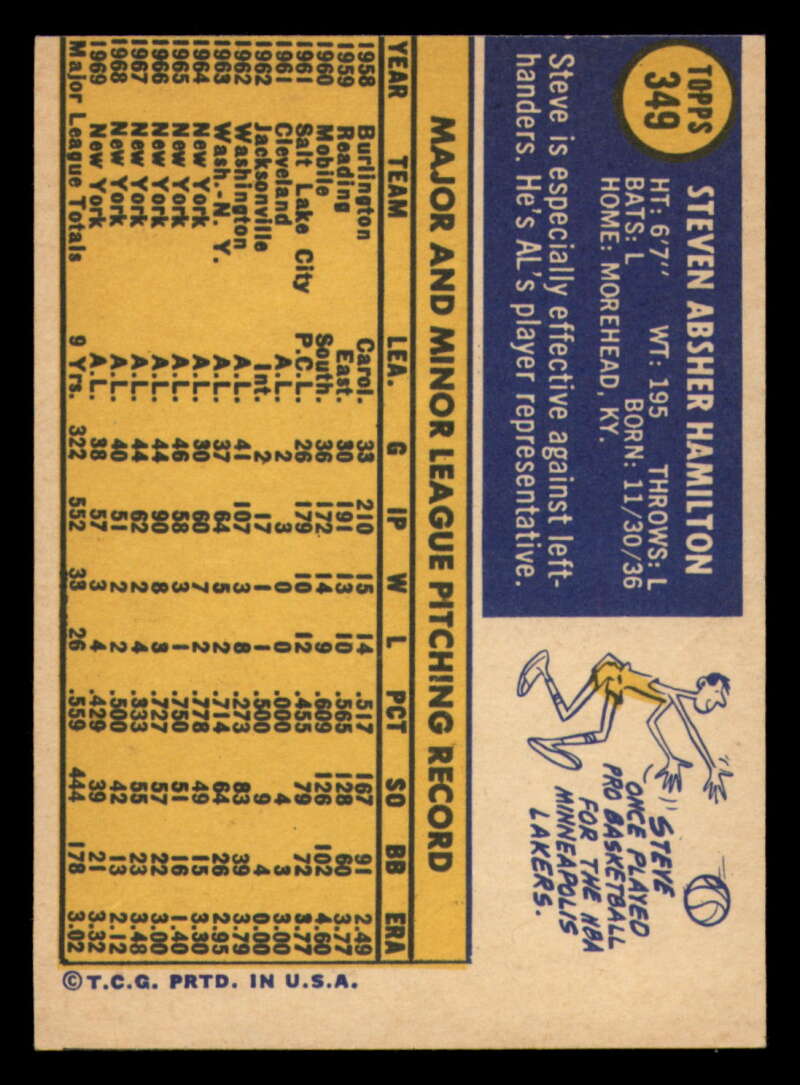 TOPPS
349
STEVEN ABSHER HAMILTON
HT: 6'7" WT: 195 THROWS: L
BATS: L BORN: 11/30/36
HOME: MOREHEAD, KY.
Steve is especially effective against left-
handers. He's AL's player representative.
STEVE
ONCE PLAYED
PRO BASKETBALL
FOR THE NBA
MINNEAPOLIS
LAKERS.
MAJOR AND MINOR LEAGUE PITCHING RECORD
YEAR TEAM LEA. G IP W L PCT SO BB ERA
1958 Burlington Carol. 33 210 15 14 .517 167 91 2.49
1959 Reading East. 30 191 13 10 .565 128 60 3.77
1960 Mobile South. 36 172 14 9 .609 126 102 4.60
1961 Salt Lake City P.C.L. 26 179 10 12 .455 79 72 3.77
1961 Cleveland A.L. 2 3 0 0 .000 4 3 3.00
1962 Jacksonville Int. 2 17 1 1 .500 9 4 0.00
1962 Washington A.L. 41 107 3 8 .273 83 39 3.79
1963 Wash.-N. Y. A.L. 37 64 5 2 .714 64 26 2.95
1964 New York A.L. 30 60 7 2 .778 49 15 3.30
1965 New York A.L. 46 58 3 1 .750 51 16 1.40
1966 New York A.L. 44 90 8 3 .727 57 22 3.00
1967 New York A.L. 44 62 2 4 .333 55 23 3.48
1968 New York A.L. 40 51 2 2 .500 42 13 2.12
1969 New York A.L. 38 57 3 4 .429 39 21 3.32
Major League Totals 9 Yrs. 322 552 33 26 .559 444 178 3.02
© T.C.G. PRTD. IN U.S.A.